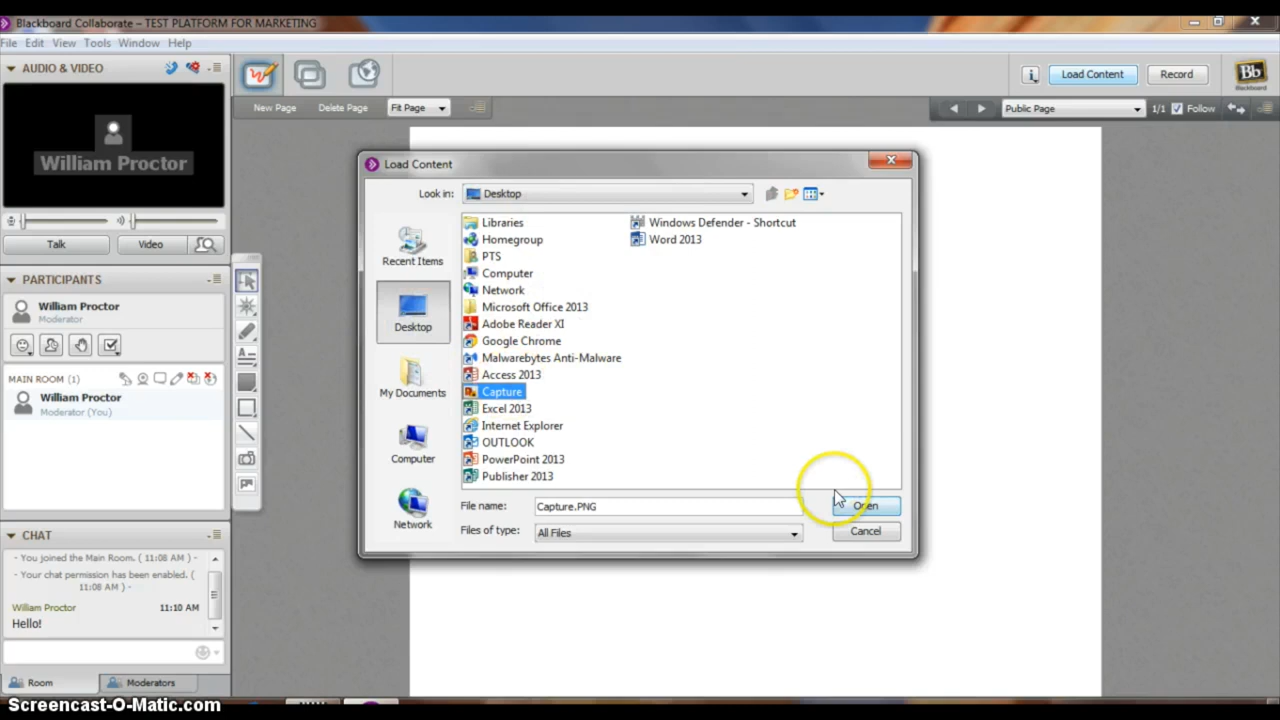 Blackboard Collaborate – TEST PLATFORM FOR MARKETING
File Edit View Tools Window Help
AUDIO & VIDEO
William Proctor
Talk Video
PARTICIPANTS
William Proctor
Moderator
MAIN ROOM (1)
William Proctor
Moderator (You)
CHAT
- You joined the Main Room. ( 11:08 AM ) -
- Your chat permission has been enabled. (
11:08 AM ) -
William Proctor 11:10 AM
Hello!
Room Moderators
New Page Delete Page Fit Page
Load Content Record
Bb
Blackboard
Public Page 1/1 Follow
Load Content
Look in: Desktop
Recent Items
Desktop
My Documents
Computer
Network
Libraries
Homegroup
PTS
Computer
Network
Microsoft Office 2013
Adobe Reader XI
Google Chrome
Malwarebytes Anti-Malware
Access 2013
Capture
Excel 2013
Internet Explorer
OUTLOOK
PowerPoint 2013
Publisher 2013
Windows Defender - Shortcut
Word 2013
File name: Capture.PNG Open
Files of type: All Files Cancel
Screencast-O-Matic.com